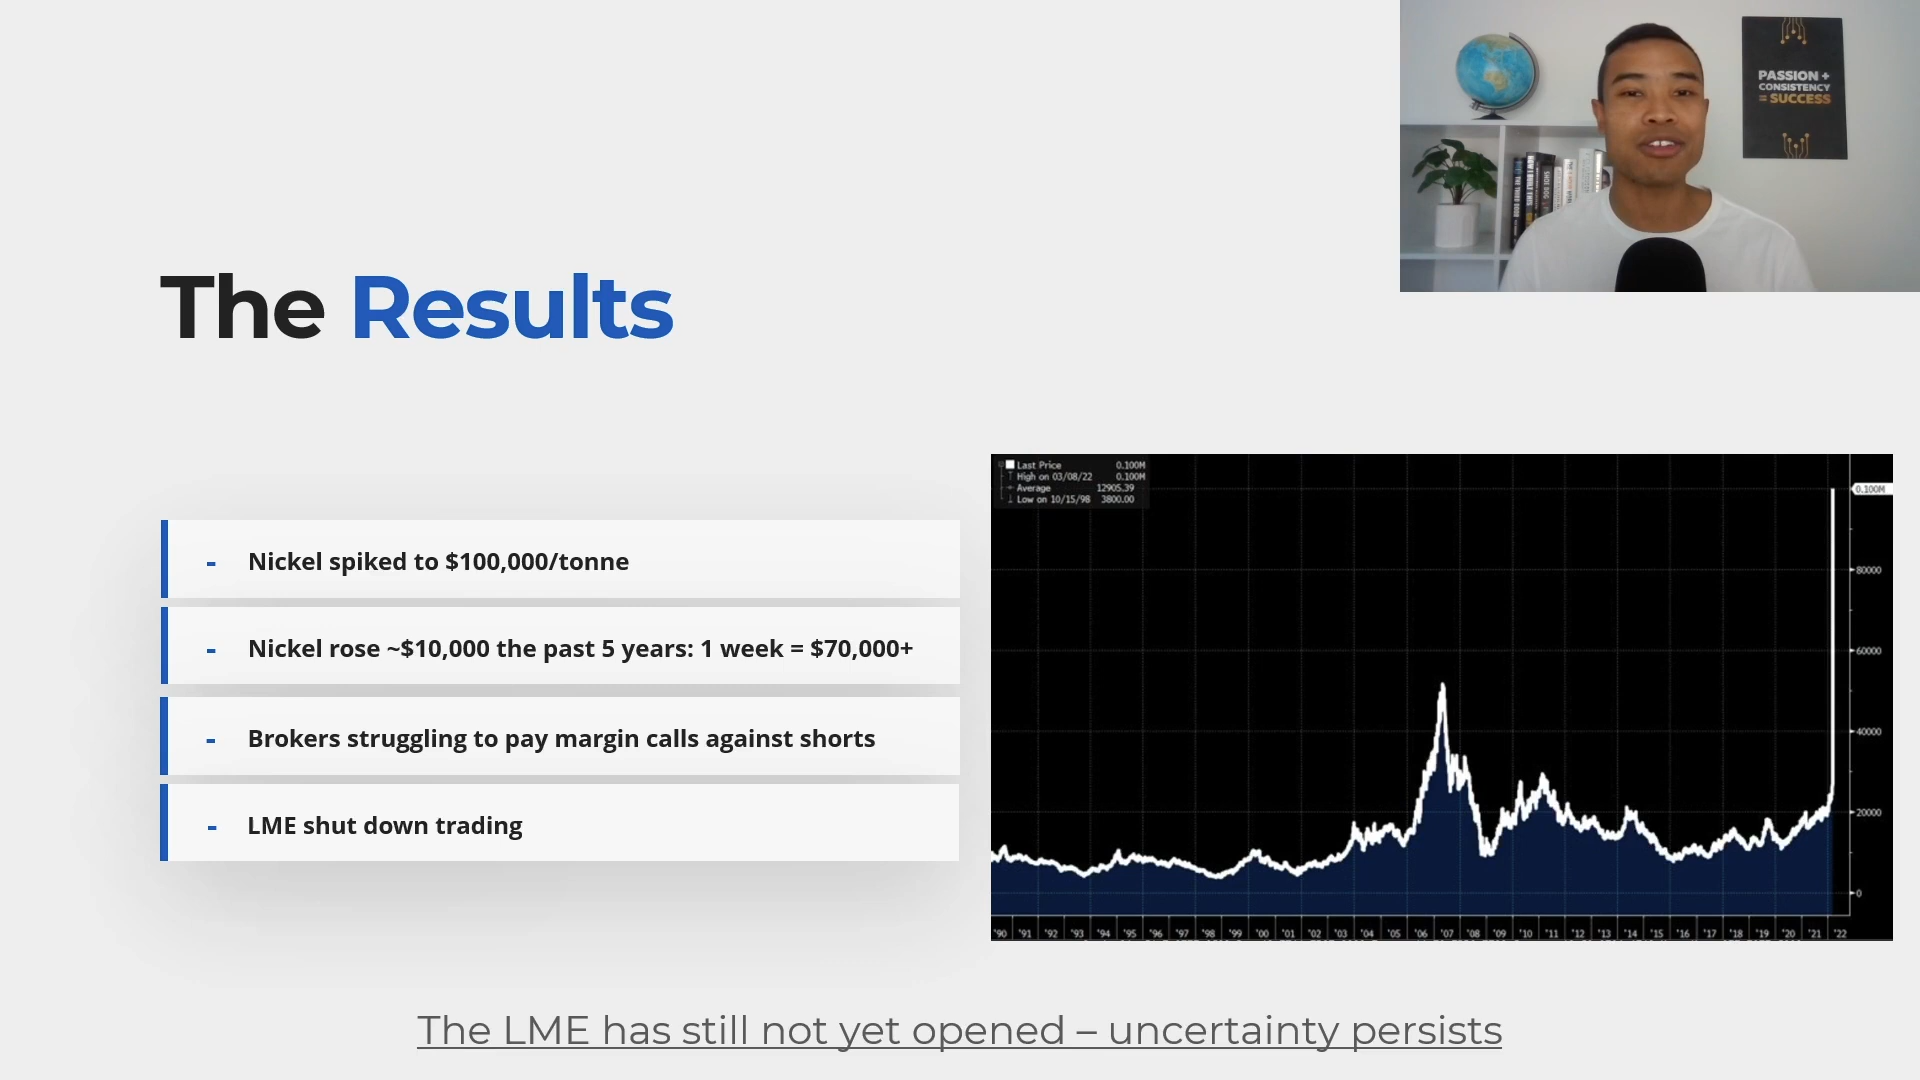 PASSION +
CONSISTENCY
= SUCCESS
The Results
- Nickel spiked to $100,000/tonne
- Nickel rose ~$10,000 the past 5 years: 1 week = $70,000+
- Brokers struggling to pay margin calls against shorts
- LME shut down trading
Last Price 0.100M
High on 03/08/22 0.100M
Average 12905.39
Low on 10/15/98 3800.00
0.100M
80000
60000
40000
20000
0
'90 '91 '92 '93 '94 '95 '96 '97 '98 '99 '00 '01 '02 '03 '04 '05 '06 '07 '08 '09 '10 '11 '12 '13 '14 '15 '16 '17 '18 '19 '20 '21 '22
The LME has still not yet opened – uncertainty persists